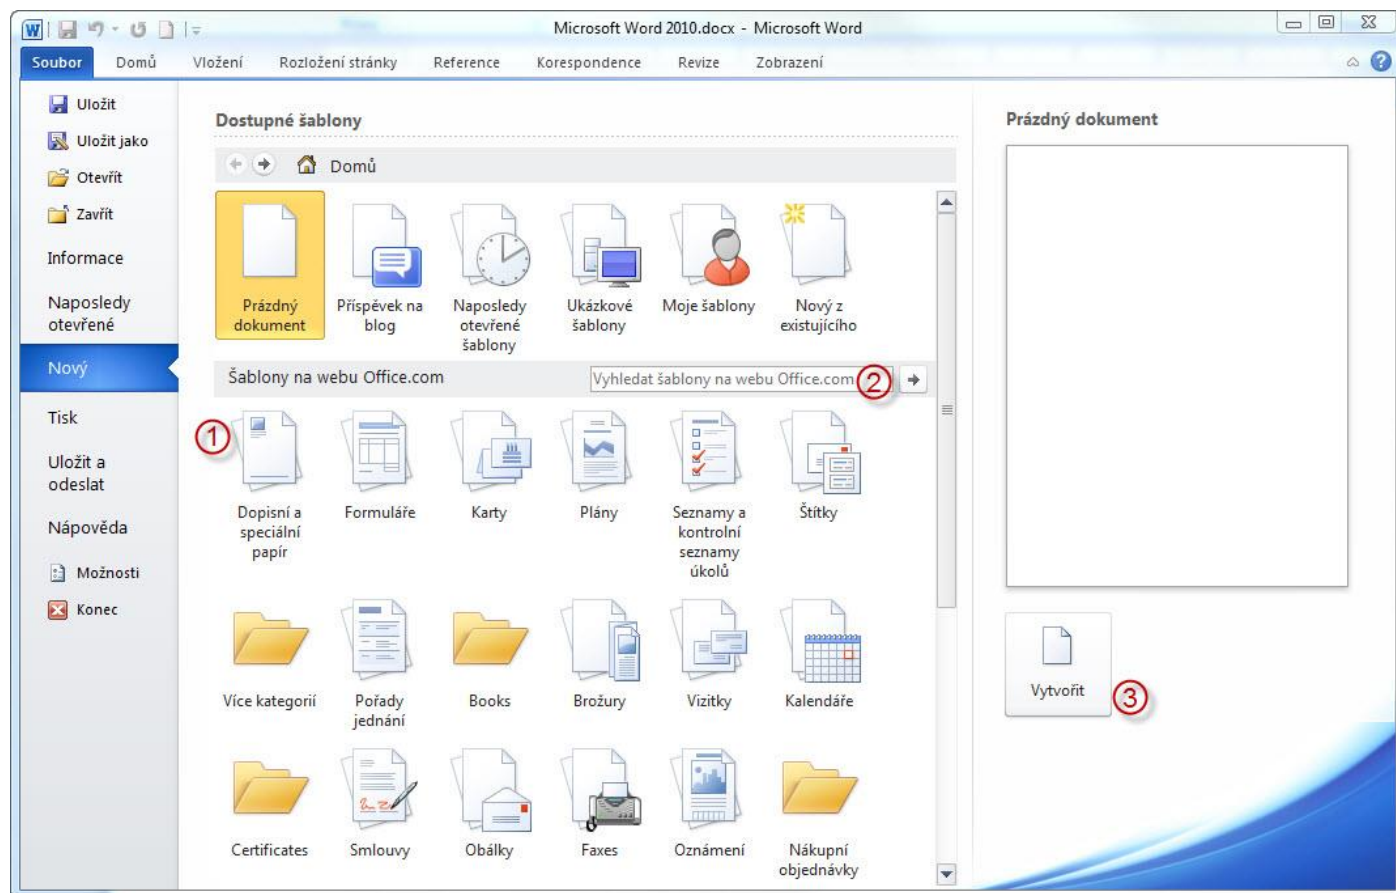 Microsoft Word 2010.docx - Microsoft Word
Soubor Domů Vložení Rozložení stránky Reference Korespondence Revize Zobrazení
Uložit
Uložit jako
Otevřít
Zavřít
Informace
Naposledy
otevřené
Nový
Tisk
Uložit a
odeslat
Nápověda
Možnosti
Konec
Dostupné šablony
Domů
Prázdný
dokument
Příspěvek na
blog
Naposledy
otevřené
šablony
Ukázkové
šablony
Moje šablony
Nový z
existujícího
Šablony na webu Office.com
Vyhledat šablony na webu Office.com
2
1
Dopisní a
speciální
papír
Formuláře
Karty
Plány
Seznamy a
kontrolní
seznamy
úkolů
Štítky
Více kategorií
Pořady
jednání
Books
Brožury
Vizitky
Kalendáře
Certificates
Smlouvy
Obálky
Faxes
Oznámení
Nákupní
objednávky
Prázdný dokument
Vytvořit
3